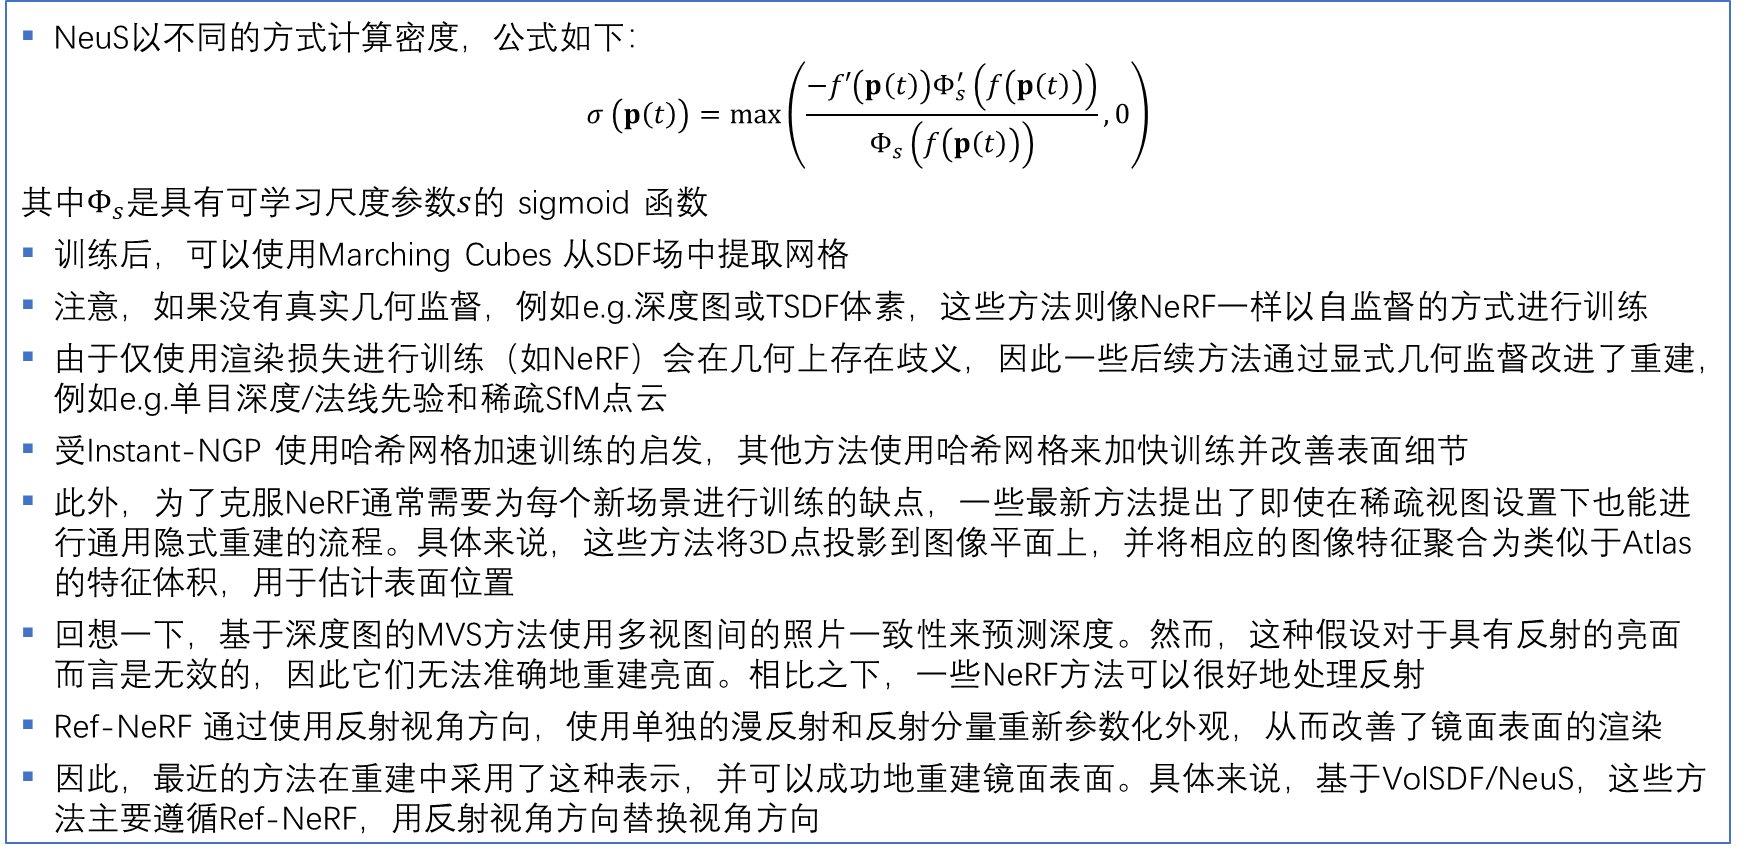 ▪ NeuS以不同的方式计算密度，公式如下：
σ(𝐩(t)) = max(−f′(𝐩(t))Φ′ₛ(f(𝐩(t))) / Φₛ(f(𝐩(t))), 0)
其中Φₛ是具有可学习尺度参数s的 sigmoid 函数
▪ 训练后，可以使用Marching Cubes 从SDF场中提取网格
▪ 注意，如果没有真实几何监督，例如e.g.深度图或TSDF体素，这些方法则像NeRF一样以自监督的方式进行训练
▪ 由于仅使用渲染损失进行训练（如NeRF）会在几何上存在歧义，因此一些后续方法通过显式几何监督改进了重建，
例如e.g.单目深度/法线先验和稀疏SfM点云
▪ 受Instant-NGP 使用哈希网格加速训练的启发，其他方法使用哈希网格来加快训练并改善表面细节
▪ 此外，为了克服NeRF通常需要为每个新场景进行训练的缺点，一些最新方法提出了即使在稀疏视图设置下也能进
行通用隐式重建的流程。具体来说，这些方法将3D点投影到图像平面上，并将相应的图像特征聚合为类似于Atlas
的特征体积，用于估计表面位置
▪ 回想一下，基于深度图的MVS方法使用多视图间的照片一致性来预测深度。然而，这种假设对于具有反射的亮面
而言是无效的，因此它们无法准确地重建亮面。相比之下，一些NeRF方法可以很好地处理反射
▪ Ref-NeRF 通过使用反射视角方向，使用单独的漫反射和反射分量重新参数化外观，从而改善了镜面表面的渲染
▪ 因此，最近的方法在重建中采用了这种表示，并可以成功地重建镜面表面。具体来说，基于VolSDF/NeuS，这些方
法主要遵循Ref-NeRF，用反射视角方向替换视角方向